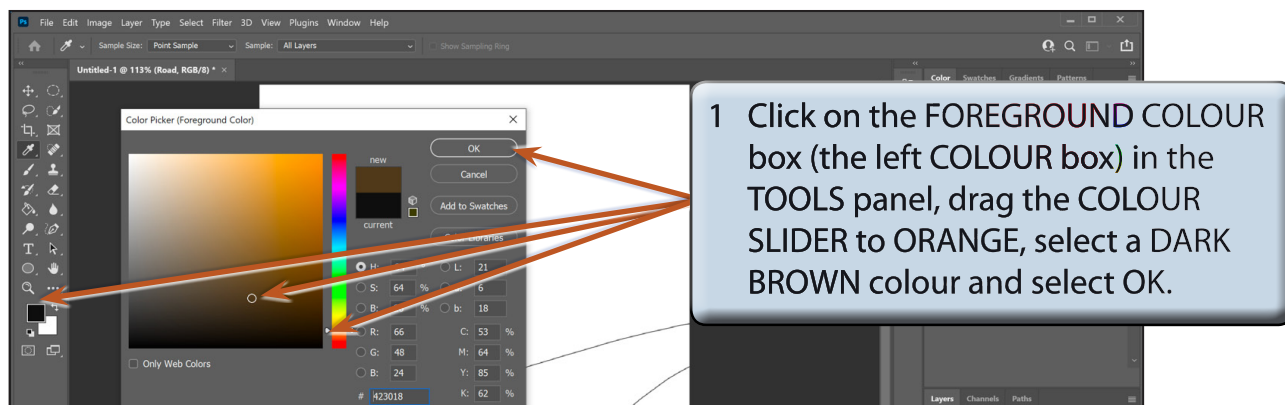 Ps File Edit Image Layer Type Select Filter 3D View Plugins Window Help
Sample Size: Point Sample Sample: All Layers Show Sampling Ring
Untitled-1 @ 113% (Road, RGB/8) * ×
Color Swatches Gradients Patterns
Color Picker (Foreground Color)
new
current
OK
Cancel
Add to Swatches
Libraries
H: L: 21
S: 64 % 6
B: % b: 18
R: 66 C: 53 %
G: 48 M: 64 %
B: 24 Y: 85 %
# 423018 K: 62 %
Only Web Colors
1 Click on the FOREGROUND COLOUR
box (the left COLOUR box) in the
TOOLS panel, drag the COLOUR
SLIDER to ORANGE, select a DARK
BROWN colour and select OK.
Layers Channels Paths